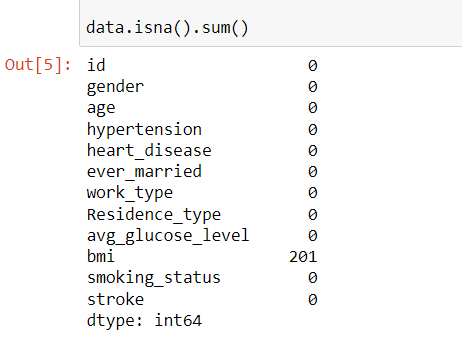 data.isna().sum()
Out[5]: id 0
gender 0
age 0
hypertension 0
heart_disease 0
ever_married 0
work_type 0
Residence_type 0
avg_glucose_level 0
bmi 201
smoking_status 0
stroke 0
dtype: int64